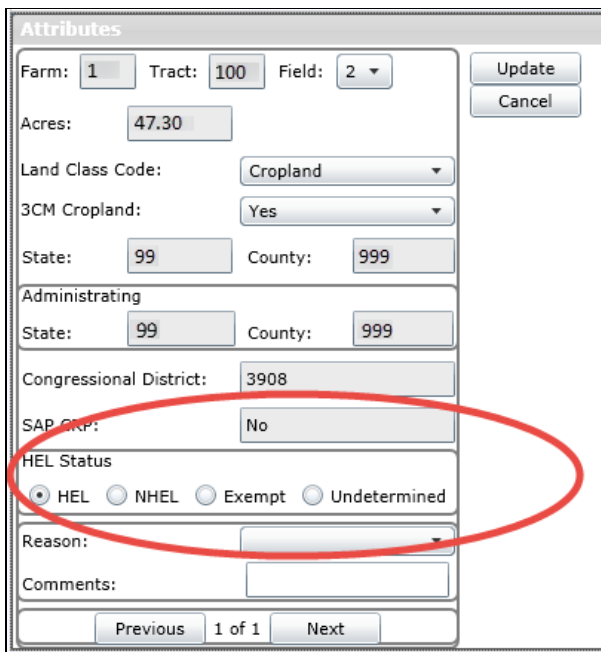 Attributes
Farm: 1 Tract: 100 Field: 2 Update
Cancel
Acres: 47.30
Land Class Code: Cropland
3CM Cropland: Yes
State: 99 County: 999
Administrating
State: 99 County: 999
Congressional District: 3908
SAP CRP: No
HEL Status
HEL NHEL Exempt Undetermined
Reason:
Comments:
Previous 1 of 1 Next